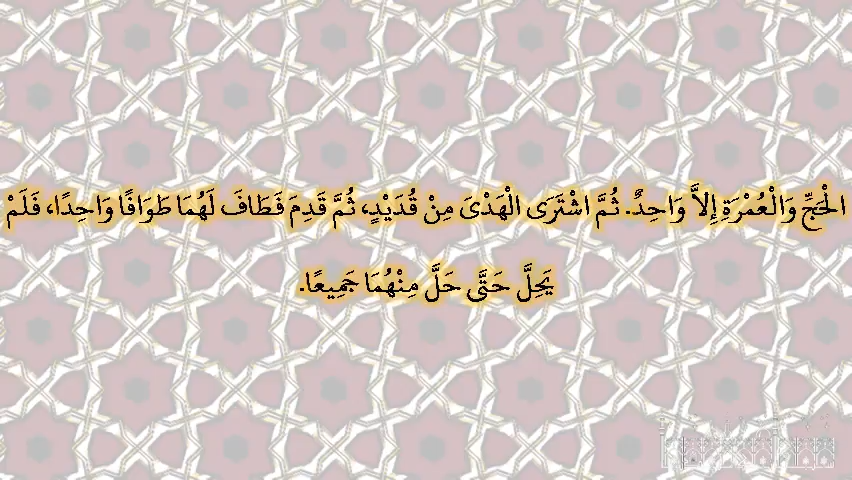 الْحَجِّ وَالْعُمْرَةِ إِلاَّ وَاحِدٌ. ثُمَّ اشْتَرَى الْهَدْىَ مِنْ قُدَيْدٍ، ثُمَّ قَدِمَ فَطَافَ لَهُمَا طَوَافًا وَاحِدًا، فَلَمْ
يَحِلَّ حَتَّى حَلَّ مِنْهُمَا جَمِيعًا.